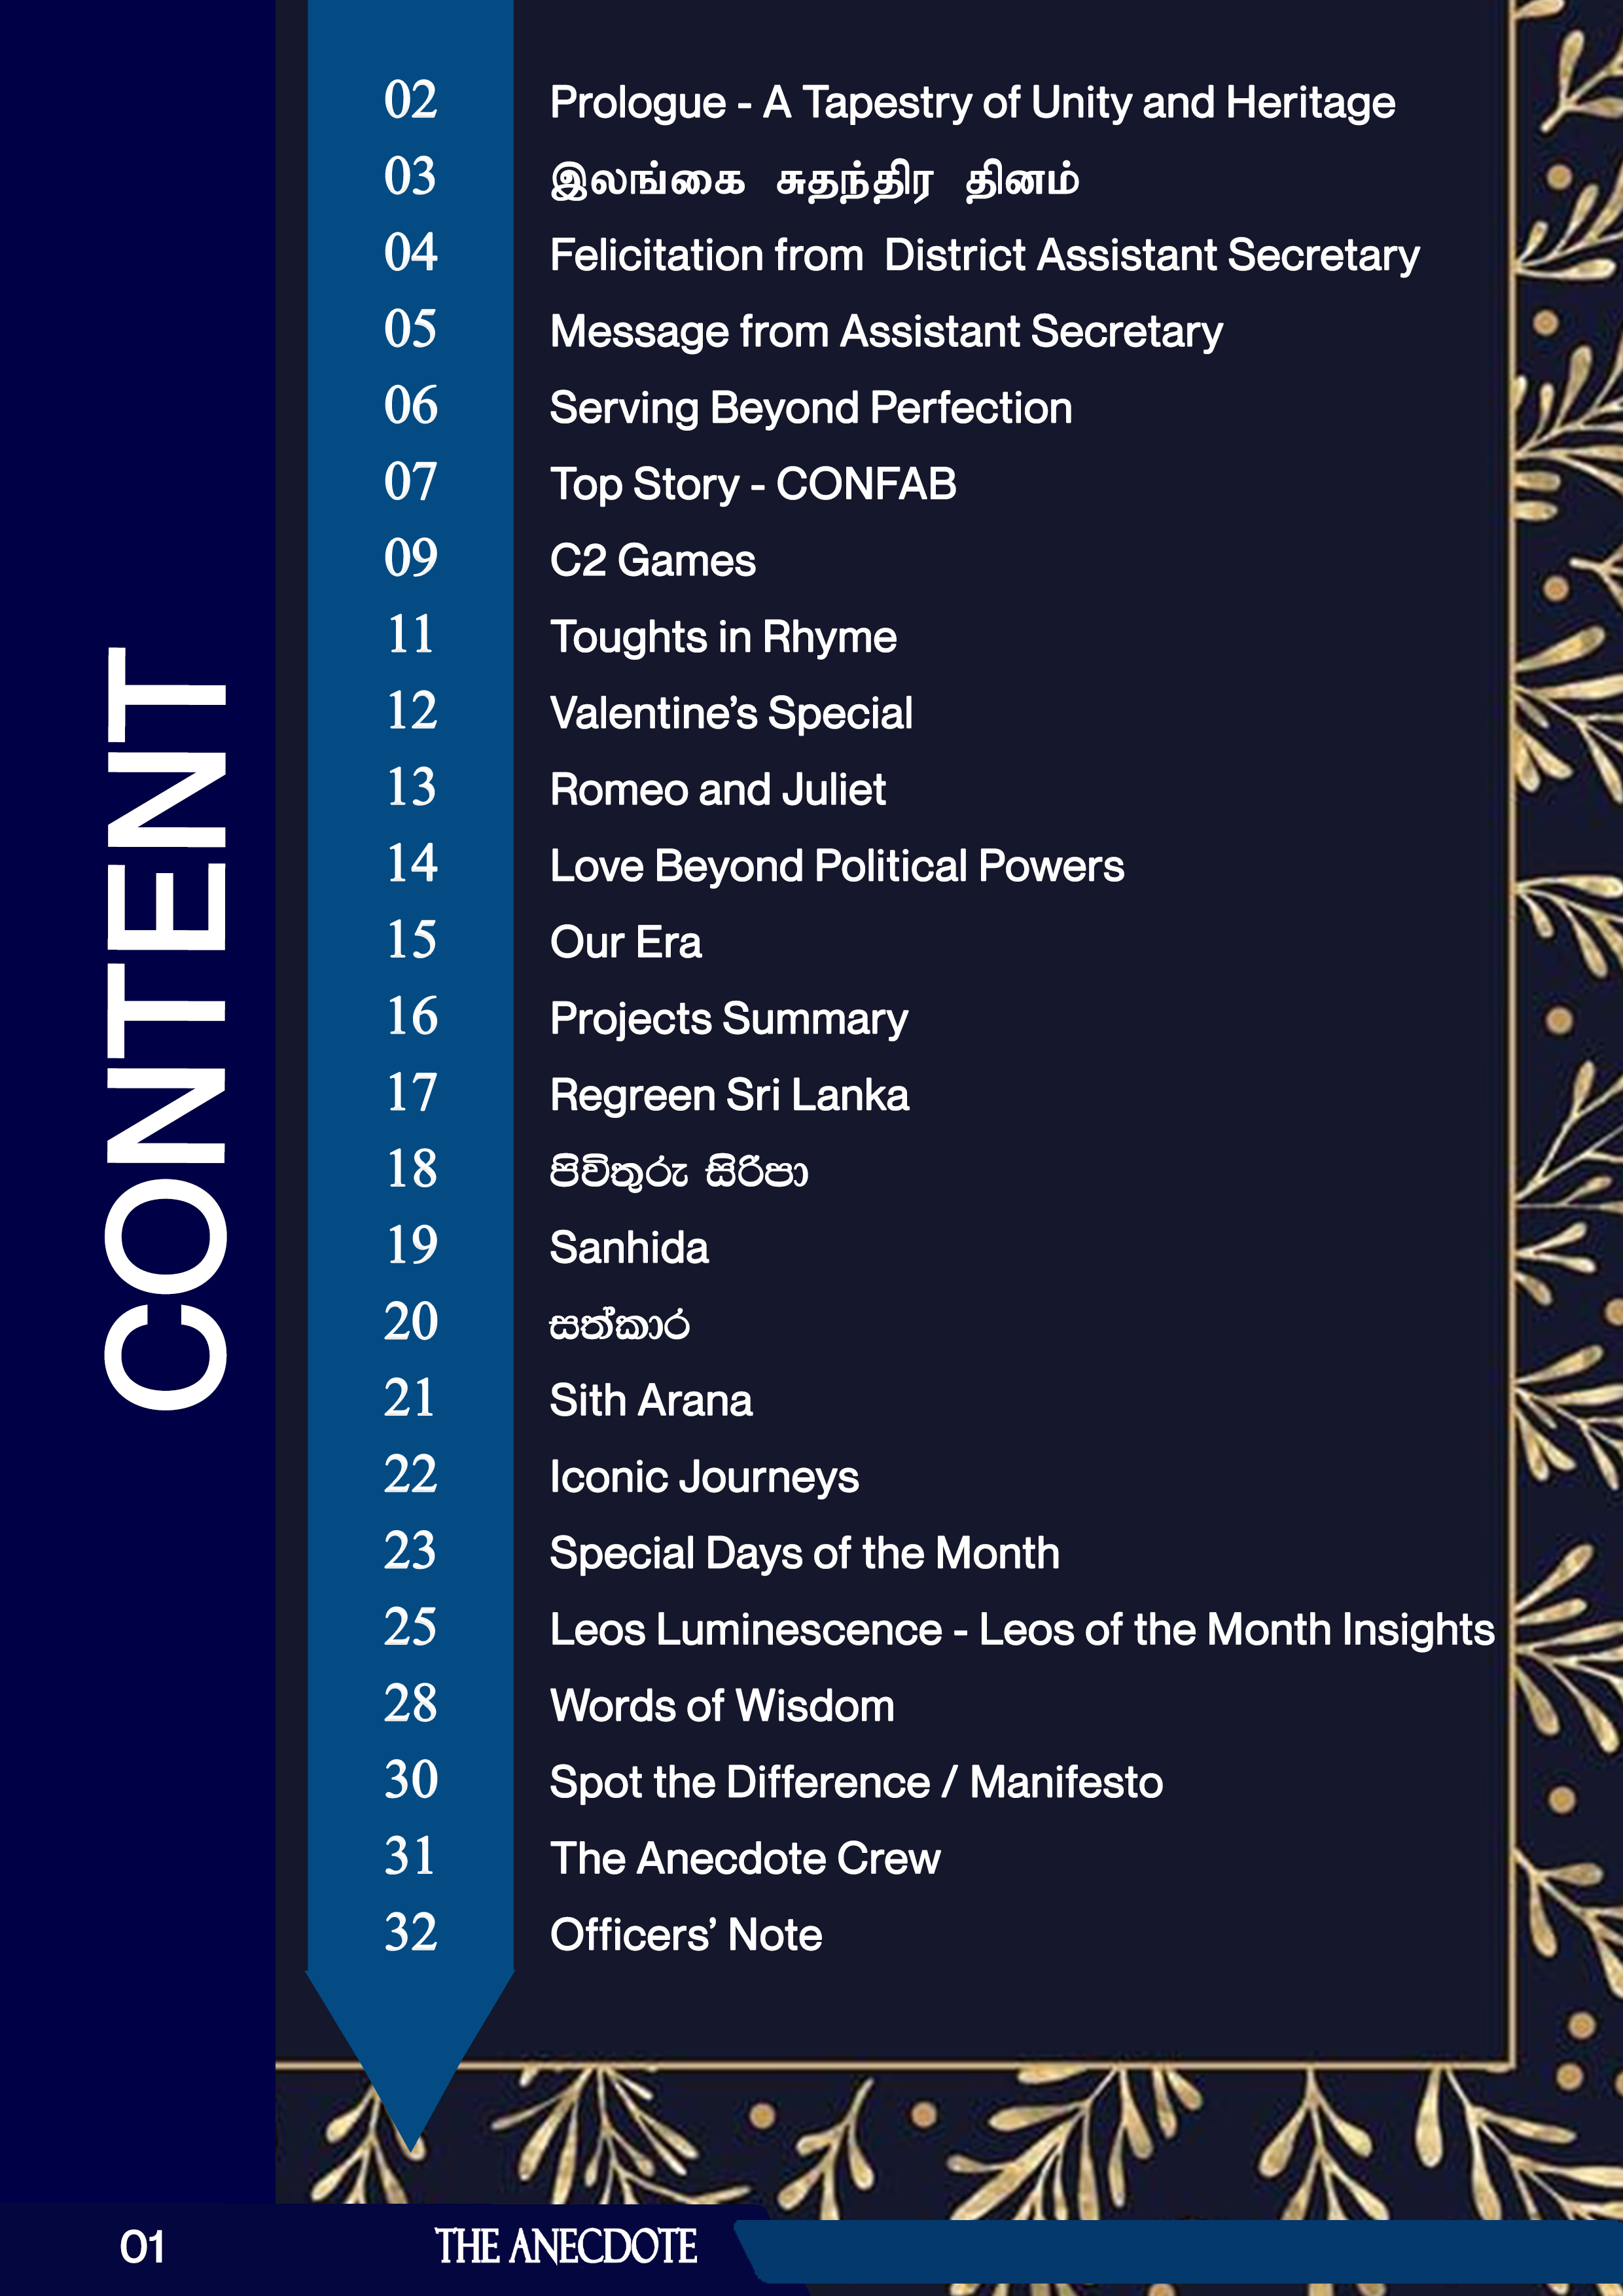 CONTENT
02 Prologue - A Tapestry of Unity and Heritage
03 இலங்கை சுதந்திர தினம்
04 Felicitation from District Assistant Secretary
05 Message from Assistant Secretary
06 Serving Beyond Perfection
07 Top Story - CONFAB
09 C2 Games
11 Toughts in Rhyme
12 Valentine’s Special
13 Romeo and Juliet
14 Love Beyond Political Powers
15 Our Era
16 Projects Summary
17 Regreen Sri Lanka
18 පිවිතුරු සිරිපා
19 Sanhida
20 සත්කාර
21 Sith Arana
22 Iconic Journeys
23 Special Days of the Month
25 Leos Luminescence - Leos of the Month Insights
28 Words of Wisdom
30 Spot the Difference / Manifesto
31 The Anecdote Crew
32 Officers’ Note
01 THE ANECDOTE